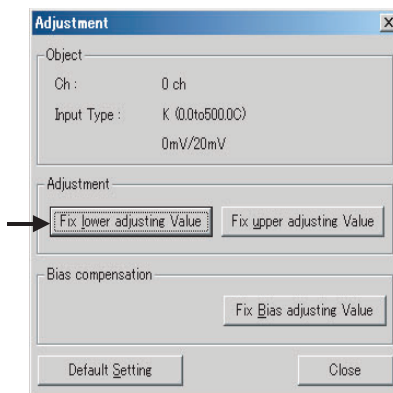 Adjustment
Object
Ch : 0 ch
Input Type : K (0.0to500.0C)
0mV/20mV
Adjustment
Fix lower adjusting Value Fix upper adjusting Value
Bias compensation
Fix Bias adjusting Value
Default Setting Close